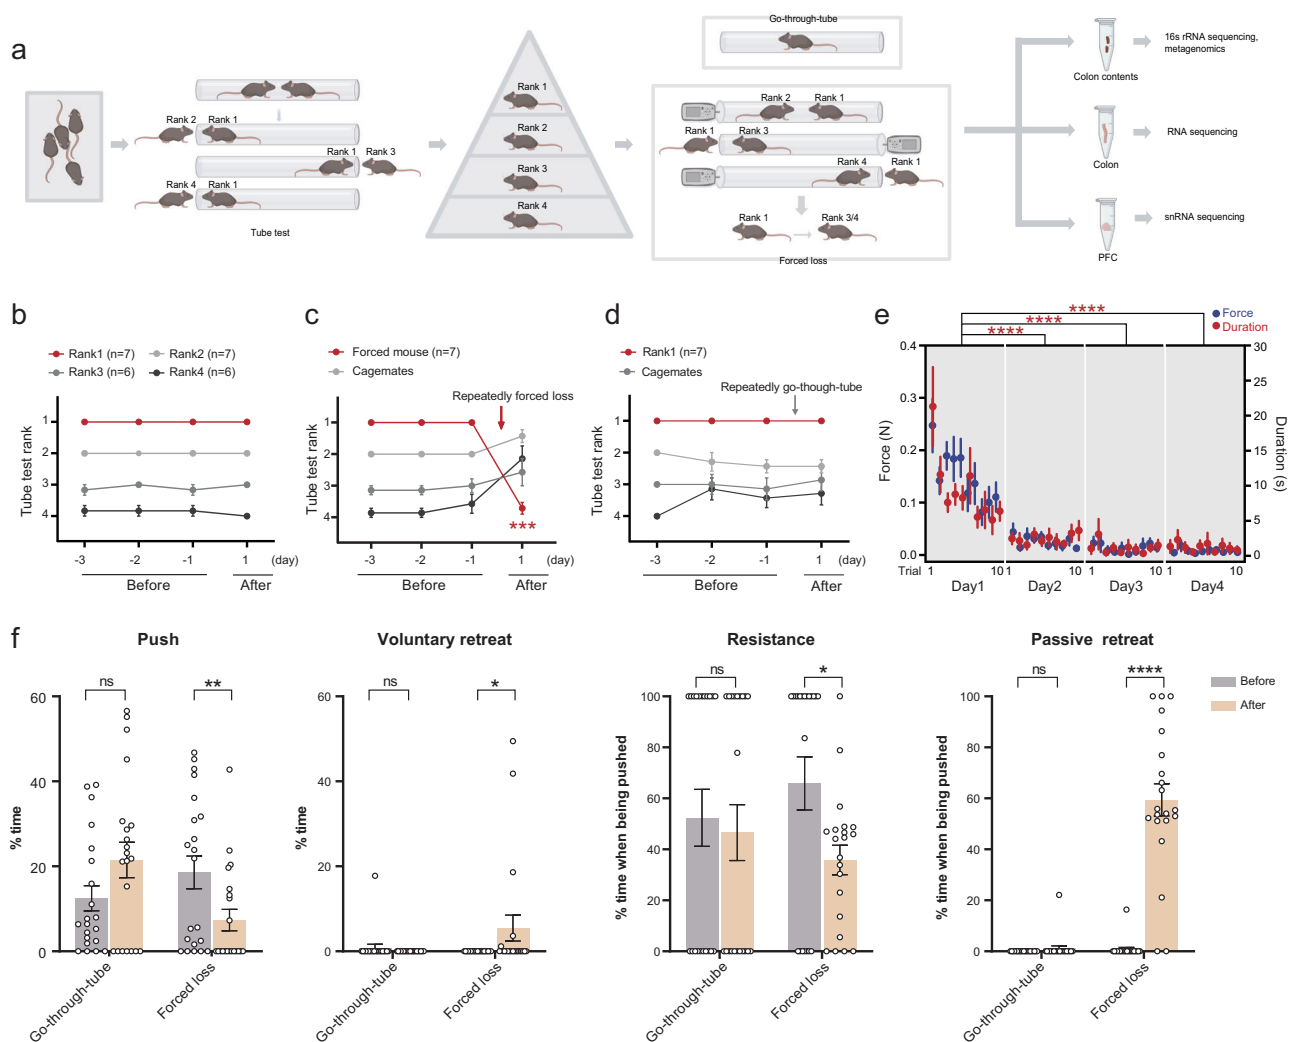 a
Go-through-tube
Rank 2 Rank 1
Rank 1 Rank 3
Rank 4 Rank 1
Tube test
Rank 1
Rank 2
Rank 3
Rank 4
Rank 2 Rank 1
Rank 1 Rank 3
Rank 4 Rank 1
Rank 1 Rank 3/4
Forced loss
Colon contents
16s rRNA sequencing,
metagenomics
Colon
RNA sequencing
PFC
snRNA sequencing
b
Rank1 (n=7) Rank2 (n=7)
Rank3 (n=6) Rank4 (n=6)
Tube test rank
1
2
3
4
-3 -2 -1 1 (day)
Before After
c
Forced mouse (n=7)
Cagemates
Repeatedly forced loss
Tube test rank
1
2
3
4
***
-3 -2 -1 1 (day)
Before After
d
Rank1 (n=7)
Cagemates
Repeatedly go-though-tube
Tube test rank
1
2
3
4
-3 -2 -1 1 (day)
Before After
e
****
****
****
Force
Duration
Force (N)
0.4
0.3
0.2
0.1
0.0
Duration (s)
30
25
20
15
10
5
0
Trial 1 10 1 10 1 10 1 10
Day1 Day2 Day3 Day4
f
Push
% time
60
40
20
0
ns **
Go-through-tube Forced loss
Voluntary retreat
% time
60
40
20
0
ns *
Go-through-tube Forced loss
Resistance
% time when being pushed
100
80
60
40
20
0
ns *
Go-through-tube Forced loss
Passive retreat
% time when being pushed
100
80
60
40
20
0
ns ****
Go-through-tube Forced loss
Before
After